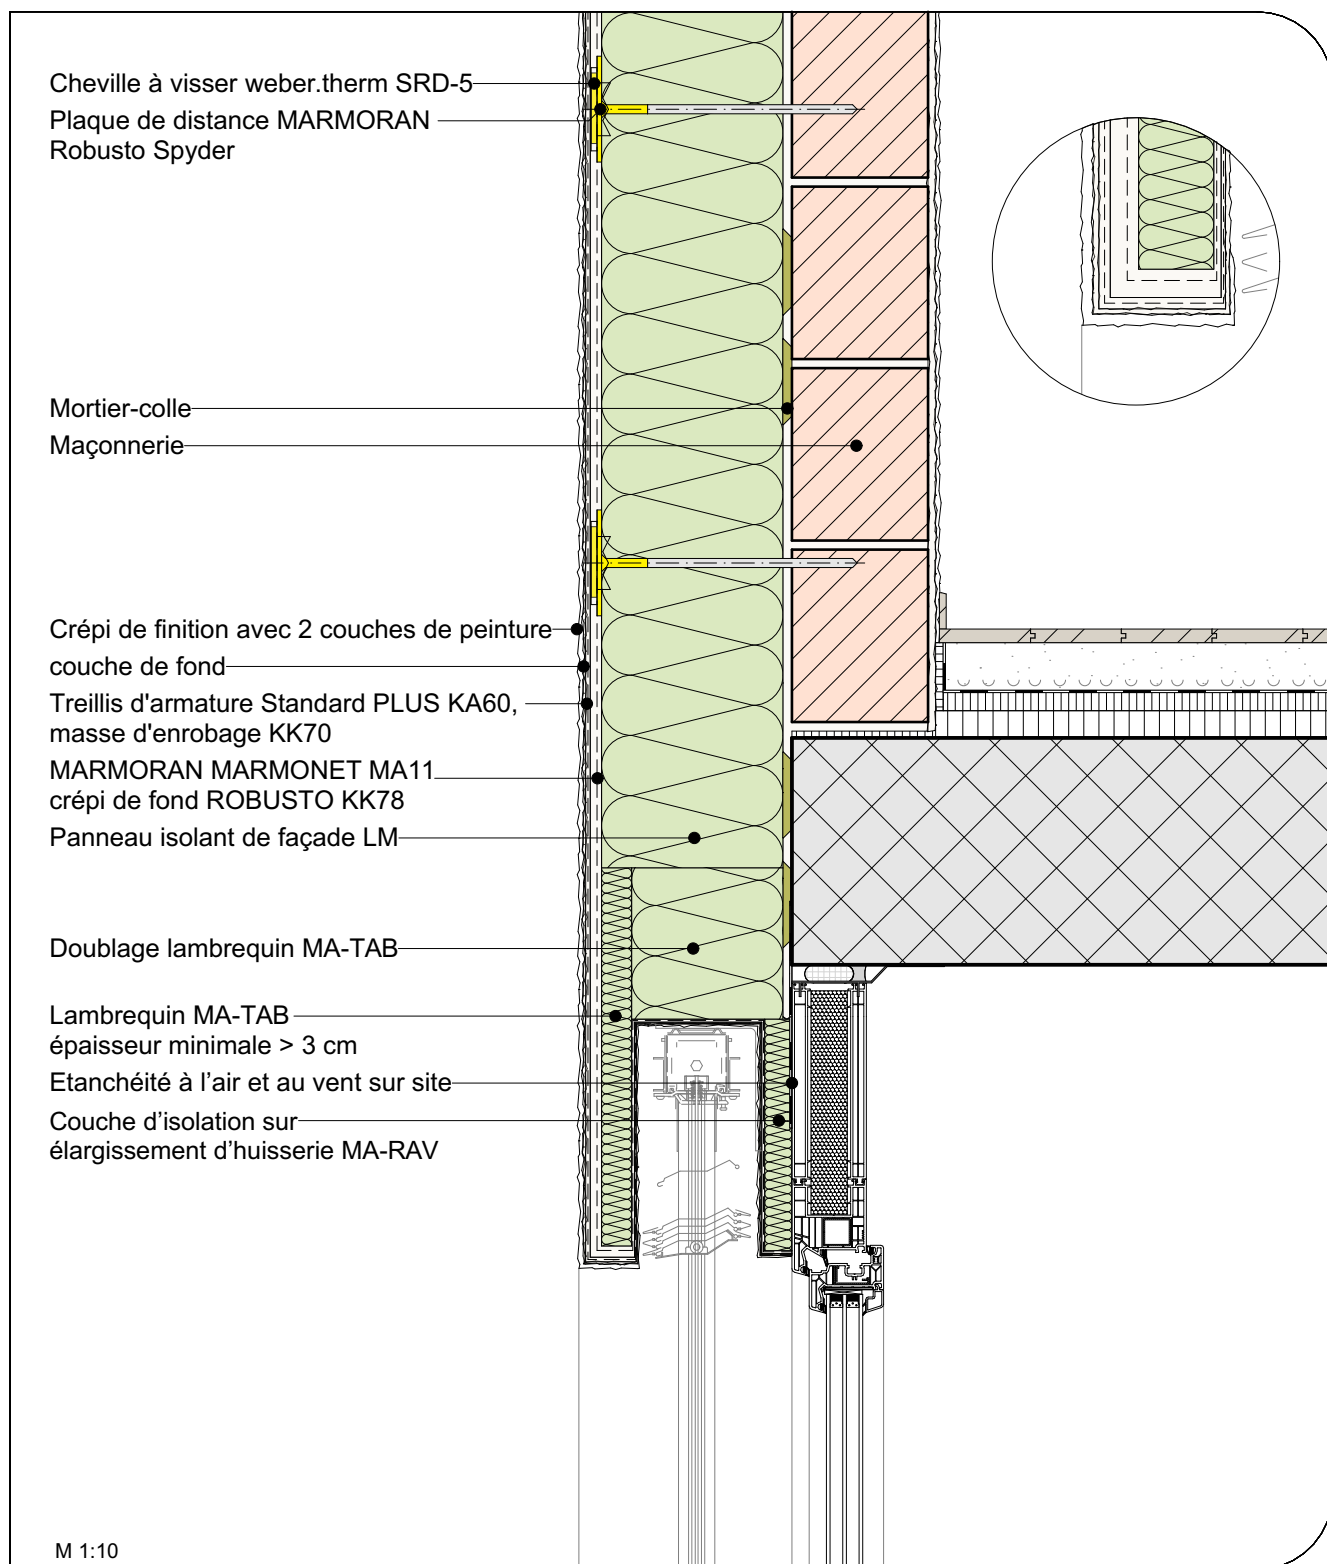 Cheville à visser weber.therm SRD-5
Plaque de distance MARMORAN
Robusto Spyder
Mortier-colle
Maçonnerie
Crépi de finition avec 2 couches de peinture
couche de fond
Treillis d'armature Standard PLUS KA60,
masse d'enrobage KK70
MARMORAN MARMONET MA11
crépi de fond ROBUSTO KK78
Panneau isolant de façade LM
Doublage lambrequin MA-TAB
Lambrequin MA-TAB
épaisseur minimale > 3 cm
Etanchéité à l’air et au vent sur site
Couche d’isolation sur
élargissement d’huisserie MA-RAV
M 1:10